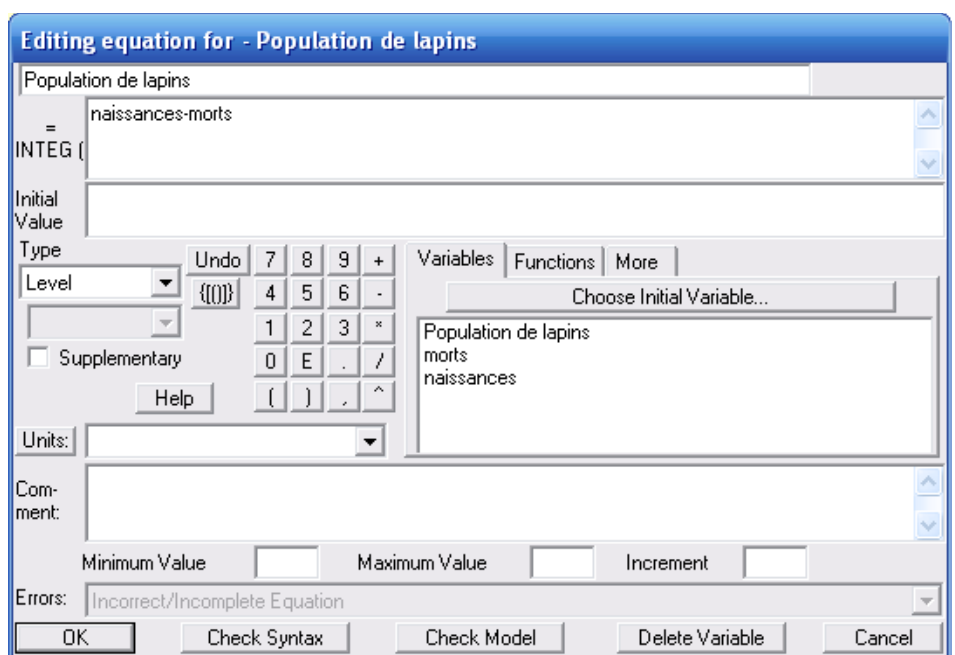 Editing equation for - Population de lapins
Population de lapins
= INTEG (
naissances-morts
Initial Value
Type
Level
Supplementary
Help
Undo 7 8 9 +
{[()]} 4 5 6 -
1 2 3 *
0 E . /
( ) , ^
Variables Functions More
Choose Initial Variable...
Population de lapins
morts
naissances
Units:
Com-
ment:
Minimum Value Maximum Value Increment
Errors: Incorrect/Incomplete Equation
OK Check Syntax Check Model Delete Variable Cancel